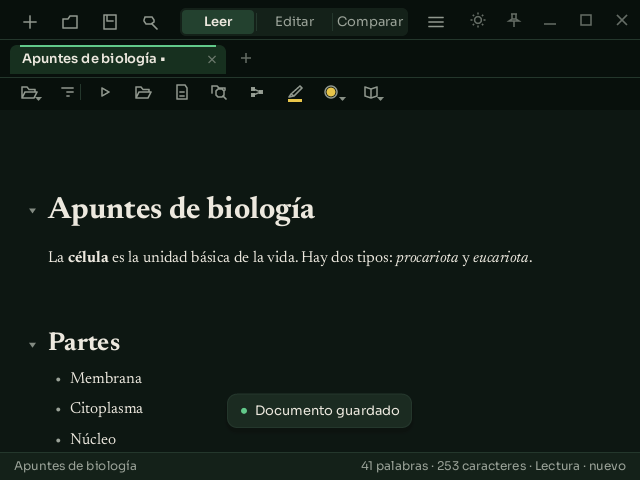 Leer Editar Comparar
Apuntes de biología •
Apuntes de biología
La célula es la unidad básica de la vida. Hay dos tipos: procariota y eucariota.
Partes
• Membrana
• Citoplasma
• Núcleo
Documento guardado
Apuntes de biología 41 palabras · 253 caracteres · Lectura · nuevo